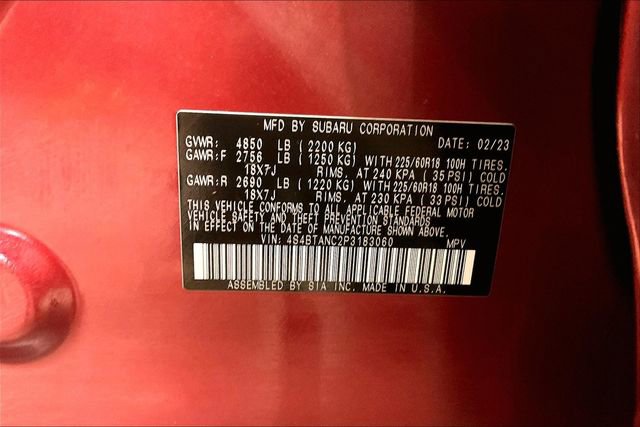 MFD BY SUBARU CORPORATION
GVWR: 4850 LB (2200 KG) DATE: 02/23
GAWR:F 2756 LB (1250 KG) WITH 225/60R18 100H TIRES.
18X7J RIMS. AT 240 KPA (35 PSI) COLD
GAWR:R 2690 LB (1220 KG) WITH 225/60R18 100H TIRES.
18X7J RIMS. AT 230 KPA (33 PSI) COLD
THIS VEHICLE CONFORMS TO ALL APPLICABLE FEDERAL MOTOR
VEHICLE SAFETY AND THEFT PREVENTION STANDARDS
IN EFFECT ON THE DATE OF MANUFACTURE SHOWN ABOVE.
VIN: 4S4BTANC2P3183060 MPV
ASSEMBLED BY SIA INC. MADE IN U.S.A.